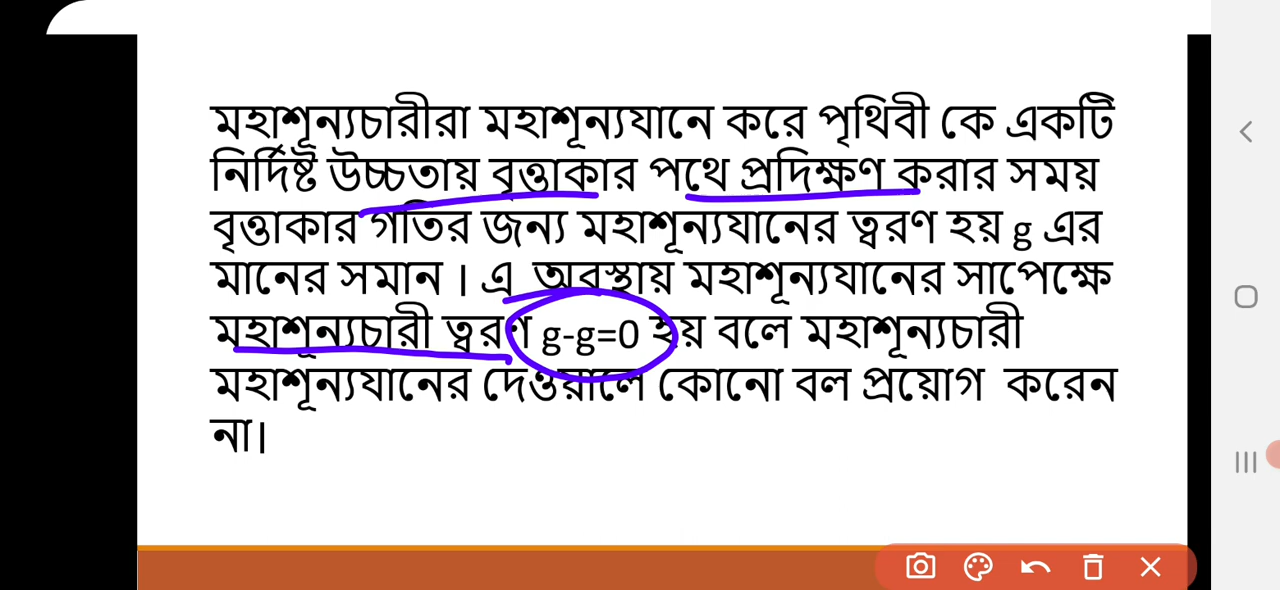 মহাশূন্যচারীরা মহাশূন্যযানে করে পৃথিবী কে একটি
নির্দিষ্ট উচ্চতায় বৃত্তাকার পথে প্রদিক্ষণ করার সময়
বৃত্তাকার গতির জন্য মহাশূন্যযানের ত্বরণ হয় g এর
মানের সমান । এ অবস্থায় মহাশূন্যযানের সাপেক্ষে
মহাশূন্যচারী ত্বরণ g-g=0 হয় বলে মহাশূন্যচারী
মহাশূন্যযানের দেওয়ালে কোনো বল প্রয়োগ করেন
না।